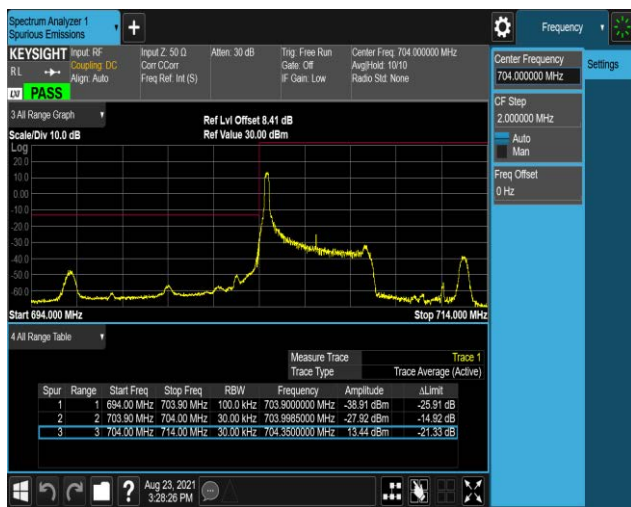 Spectrum Analyzer 1
Spurious Emissions
+
Frequency
KEYSIGHT Input: RF Input Z: 50 Ω Atten: 30 dB Trig: Free Run Center Freq: 704.000000 MHz
RL Coupling: DC Corr CCorr Gate: Off Avg|Hold: 10/10
Align: Auto Freq Ref: Int (S) IF Gain: Low Radio Std: None
LXI PASS
Center Frequency
704.000000 MHz
Settings
CF Step
2.000000 MHz
Auto
Man
Freq Offset
0 Hz
3 All Range Graph
Ref Lvl Offset 8.41 dB
Scale/Div 10.0 dB Ref Value 30.00 dBm
Log
20.0
10.0
0.00
-10.0
-20.0
-30.0
-40.0
-50.0
-60.0
Start 694.000 MHz Stop 714.000 MHz
4 All Range Table
Measure Trace Trace 1
Trace Type Trace Average (Active)
Spur Range Start Freq Stop Freq RBW Frequency Amplitude ΔLimit
1 1 694.00 MHz 703.90 MHz 100.0 kHz 703.9000000 MHz -38.91 dBm -25.91 dB
2 2 703.90 MHz 704.00 MHz 30.00 kHz 703.9985000 MHz -27.92 dBm -14.92 dB
3 3 704.00 MHz 714.00 MHz 30.00 kHz 704.3500000 MHz 13.44 dBm -21.33 dB
? Aug 23, 2021
3:28:26 PM